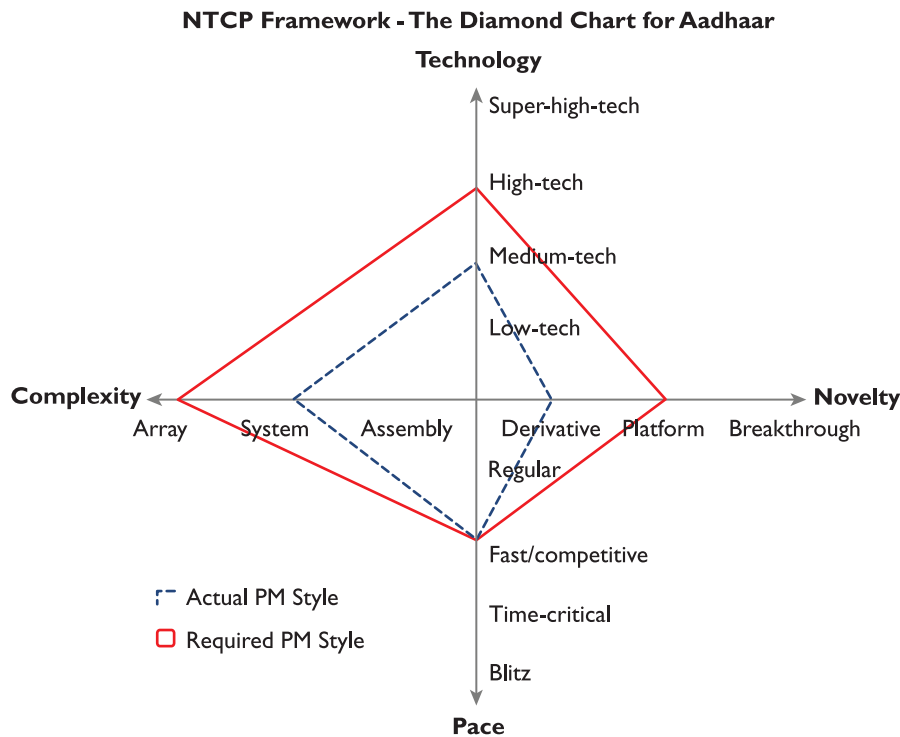 NTCP Framework - The Diamond Chart for Aadhaar
Technology
Super-high-tech
High-tech
Medium-tech
Low-tech
Complexity
Novelty
Array
System
Assembly
Derivative
Platform
Breakthrough
Regular
Fast/competitive
Time-critical
Blitz
Pace
Actual PM Style
Required PM Style